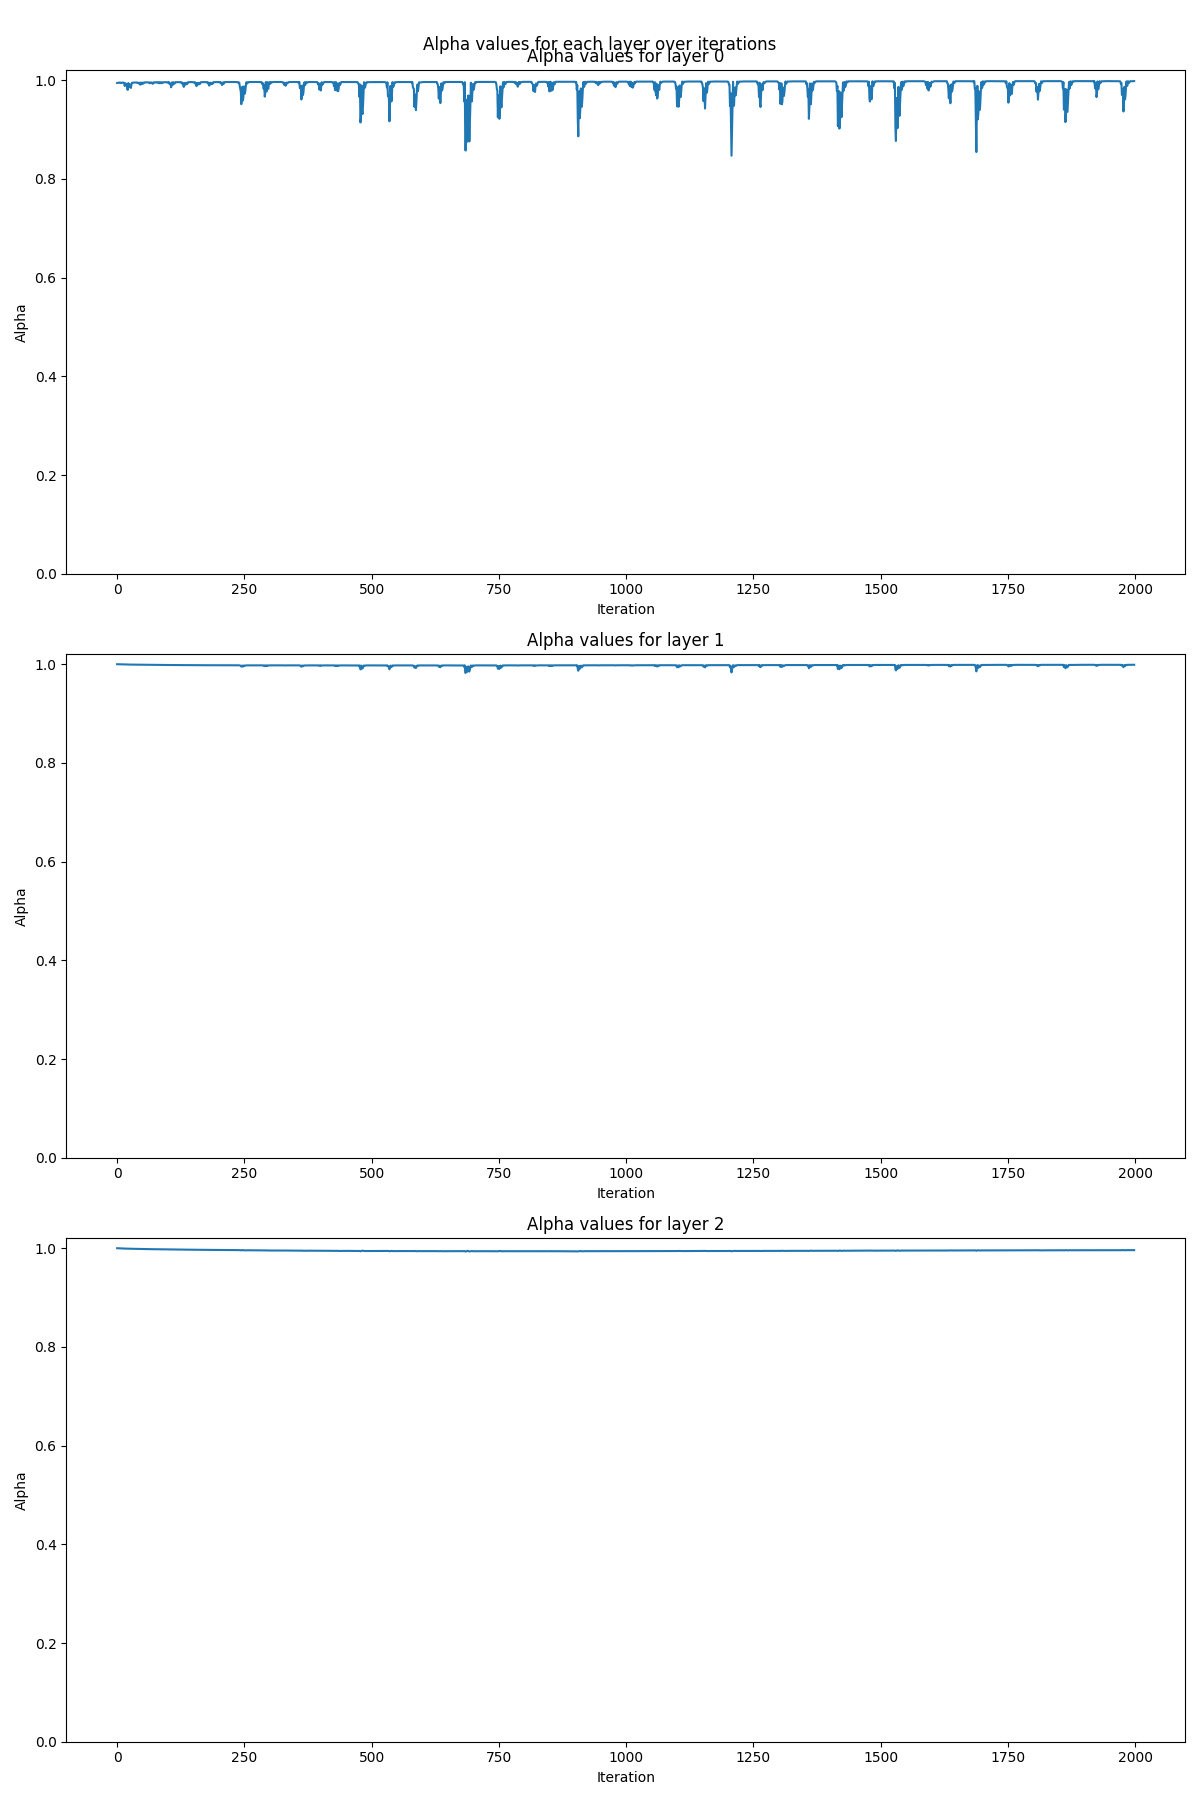 Alpha values for each layer over iterations
Alpha values for layer 0
1.0
0.8
0.6
0.4
0.2
0.0
Alpha
0 250 500 750 1000 1250 1500 1750 2000
Iteration
Alpha values for layer 1
1.0
0.8
0.6
0.4
0.2
0.0
Alpha
0 250 500 750 1000 1250 1500 1750 2000
Iteration
Alpha values for layer 2
1.0
0.8
0.6
0.4
0.2
0.0
Alpha
0 250 500 750 1000 1250 1500 1750 2000
Iteration